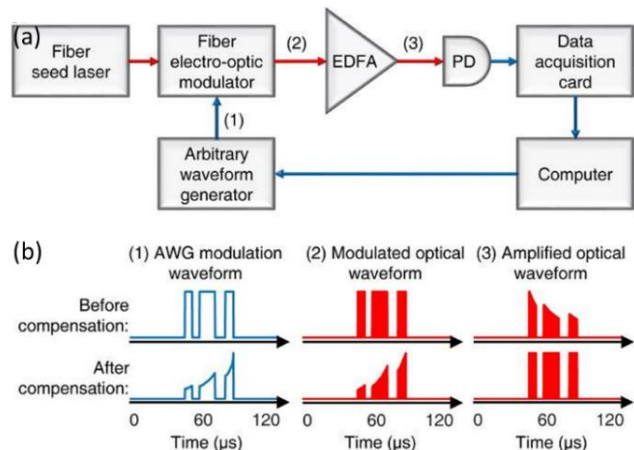 (a)
Fiber
seed laser
Fiber
electro-optic
modulator
(2)
EDFA
(3)
PD
Data
acquisition
card
(1)
Arbitrary
waveform
generator
Computer
(b)
(1) AWG modulation
waveform
(2) Modulated optical
waveform
(3) Amplified optical
waveform
Before
compensation:
After
compensation:
0 60 120
0 60 120
0 60 120
Time (µs)
Time (µs)
Time (µs)